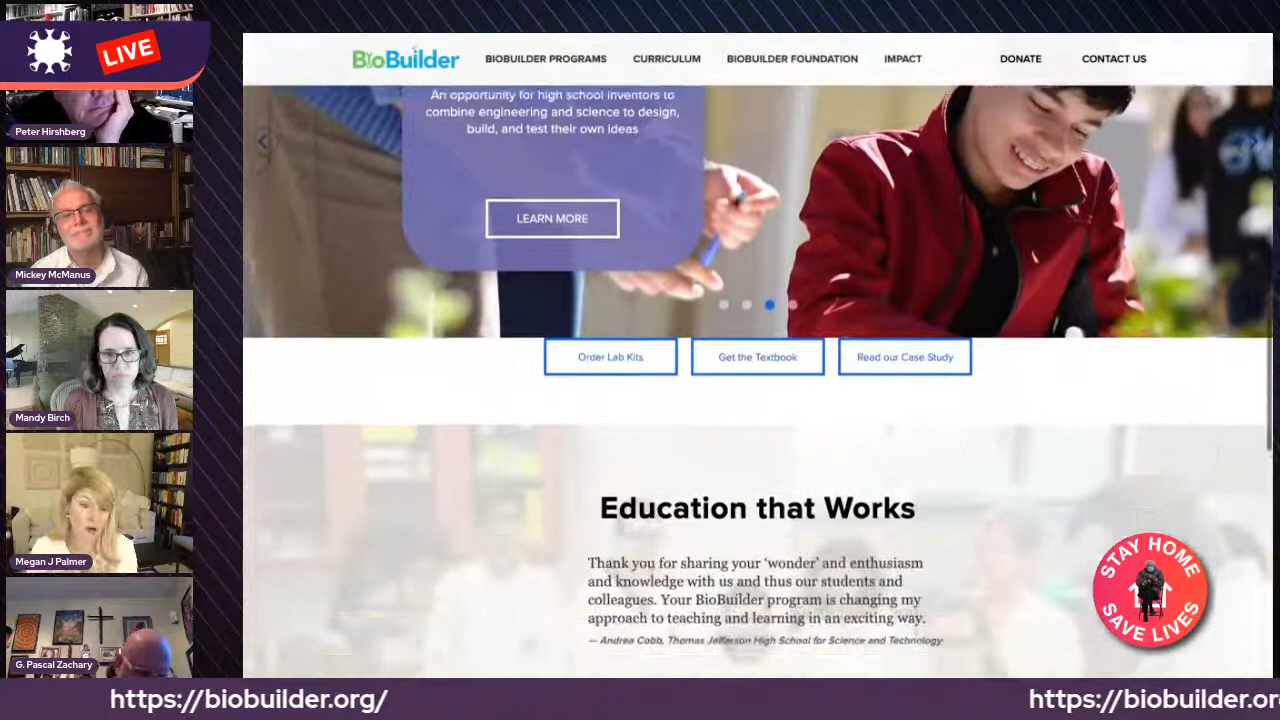 LIVE
Peter Hirshberg
Mickey McManus
Mandy Birch
Megan J Palmer
G. Pascal Zachary
BioBuilder
BIOBUILDER PROGRAMS
CURRICULUM
BIOBUILDER FOUNDATION
IMPACT
DONATE
CONTACT US
An opportunity for high school inventors to
combine engineering and science to design,
build, and test their own ideas
LEARN MORE
Order Lab Kits
Get the Textbook
Read our Case Study
Education that Works
Thank you for sharing your ‘wonder’ and enthusiasm
and knowledge with us and thus our students and
colleagues. Your BioBuilder program is changing my
approach to teaching and learning in an exciting way.
— Andrea Cobb, Thomas Jefferson High School for Science and Technology
STAY HOME
SAVE LIVES
https://biobuilder.org/
https://biobuilder.or